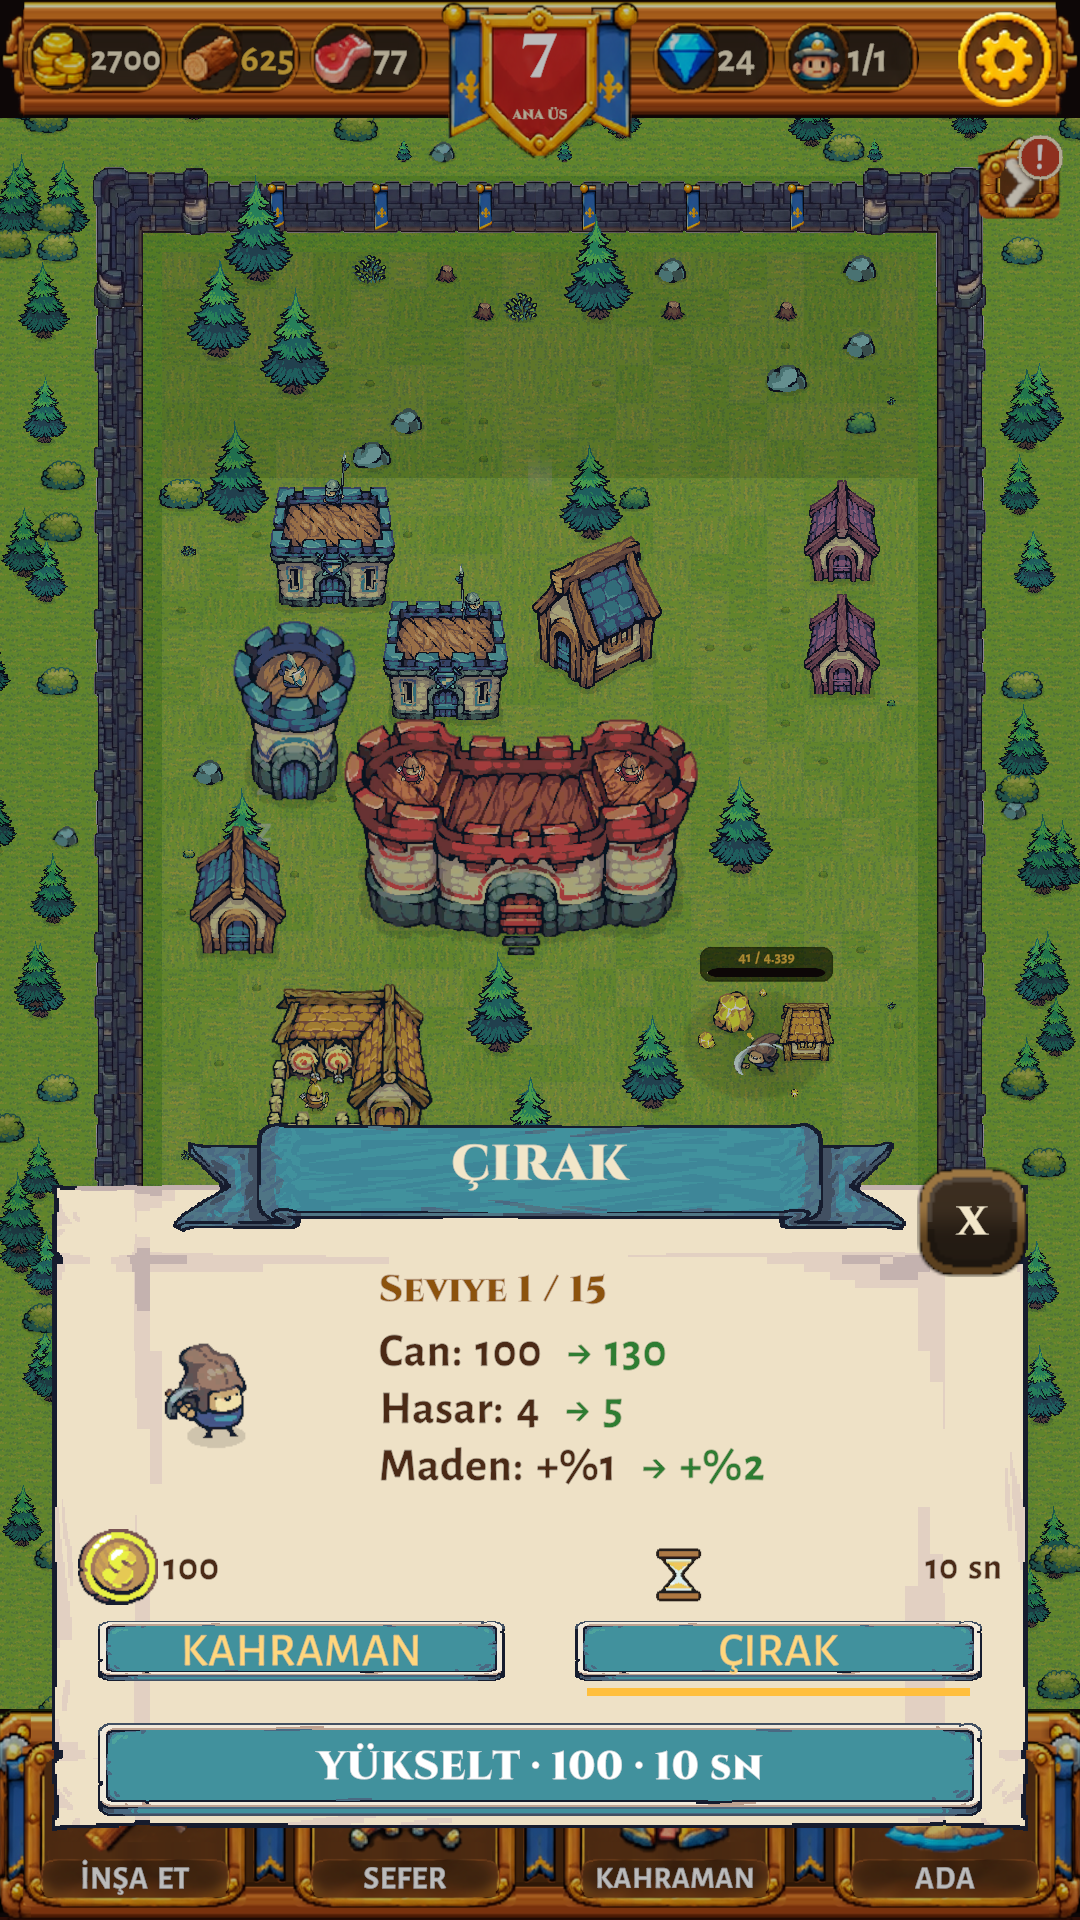 2700
625
77
7
ANA ÜS
24
1/1
!
41 / 4.339
ÇIRAK
X
SEVIYE 1 / 15
Can: 100 → 130
Hasar: 4 → 5
Maden: +%1 → +%2
100
10 sn
KAHRAMAN
ÇIRAK
YÜKSELT · 100 · 10 SN
İNŞA ET
SEFER
KAHRAMAN
ADA